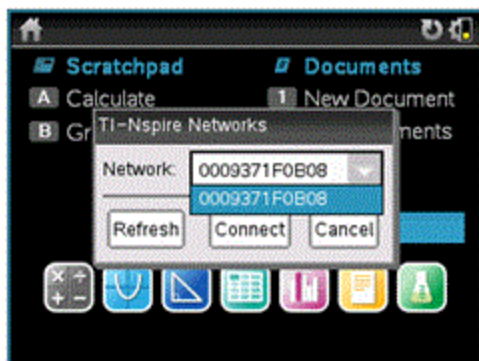 Scratchpad
Documents
A Calculate
1 New Document
B Gr
ments
TI-Nspire Networks
Network: 0009371F0B08
0009371F0B08
Refresh Connect Cancel